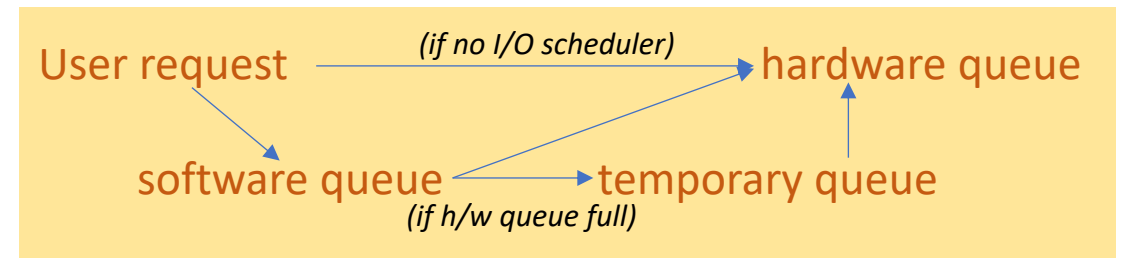 (if no I/O scheduler)
User request hardware queue
software queue temporary queue
(if h/w queue full)